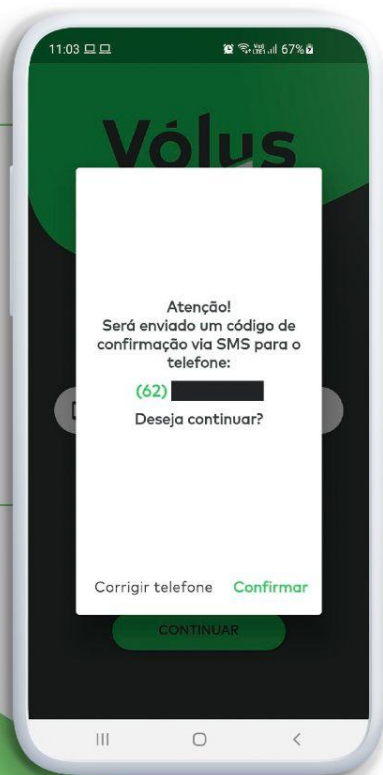 11:03
67%
Vólus
Atenção!
Será enviado um código de
confirmação via SMS para o
telefone:
(62)
Deseja continuar?
Corrigir telefone Confirmar
CONTINUAR